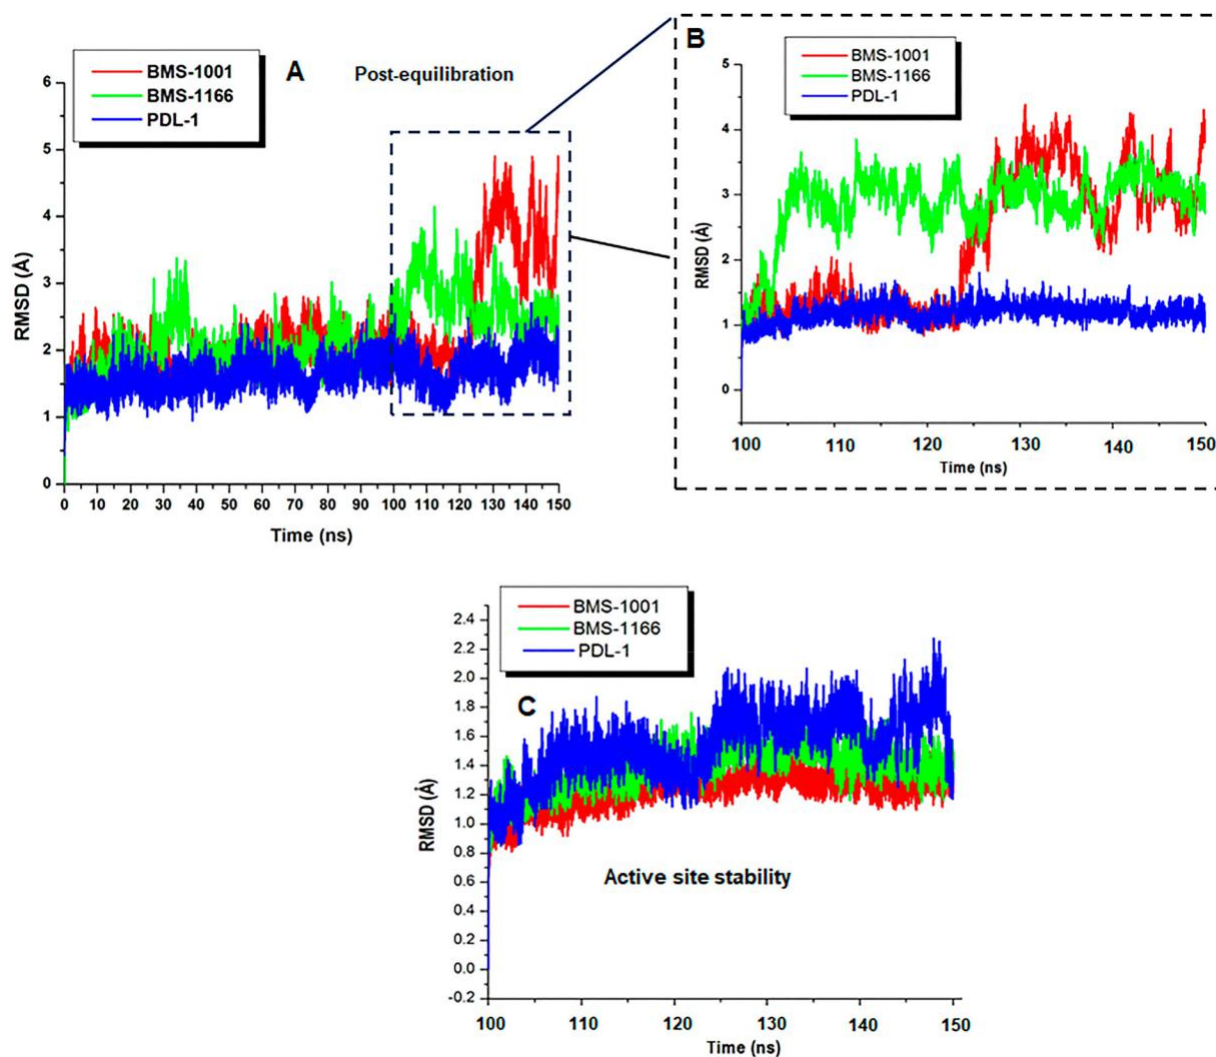 BMS-1001
BMS-1166
PDL-1
A
Post-equilibration
6
5
4
3
2
1
0
RMSD (Å)
0 10 20 30 40 50 60 70 80 90 100 110 120 130 140 150
Time (ns)
B
BMS-1001
BMS-1166
PDL-1
5
4
3
2
1
0
RMSD (Å)
100 110 120 130 140 150
Time (ns)
BMS-1001
BMS-1166
PDL-1
C
2.4
2.2
2.0
1.8
1.6
1.4
1.2
1.0
0.8
0.6
0.4
0.2
0.0
-0.2
RMSD (Å)
Active site stability
100 110 120 130 140 150
Time (ns)